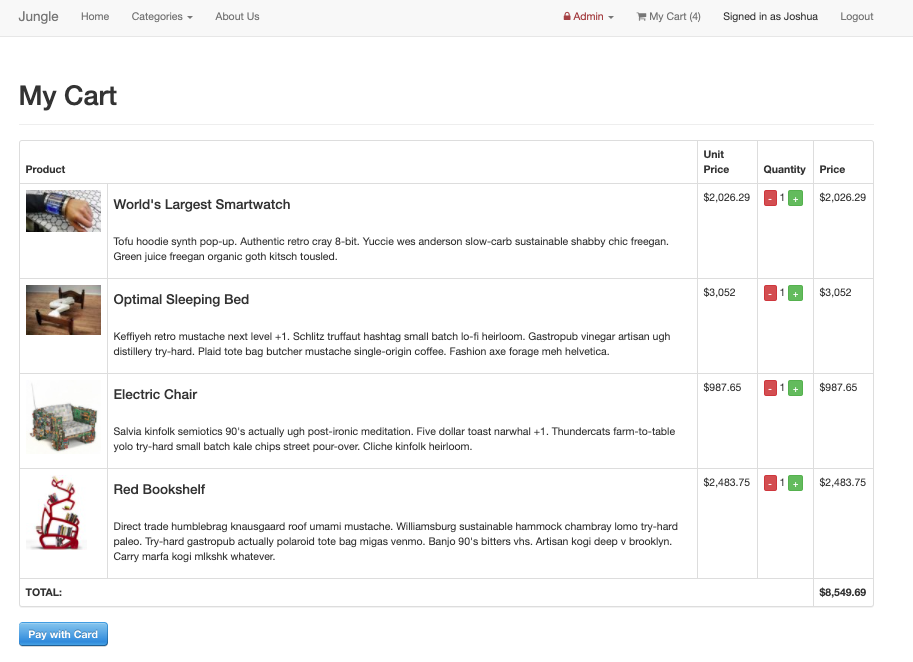 Jungle Home Categories About Us Admin My Cart (4) Signed in as Joshua Logout
My Cart
Product Unit Price Quantity Price
World's Largest Smartwatch $2,026.29 - 1 + $2,026.29
Tofu hoodie synth pop-up. Authentic retro cray 8-bit. Yuccie wes anderson slow-carb sustainable shabby chic freegan.
Green juice freegan organic goth kitsch tousled.
Optimal Sleeping Bed $3,052 - 1 + $3,052
Keffiyeh retro mustache next level +1. Schlitz truffaut hashtag small batch lo-fi heirloom. Gastropub vinegar artisan ugh
distillery try-hard. Plaid tote bag butcher mustache single-origin coffee. Fashion axe forage meh helvetica.
Electric Chair $987.65 - 1 + $987.65
Salvia kinfolk semiotics 90's actually ugh post-ironic meditation. Five dollar toast narwhal +1. Thundercats farm-to-table
yolo try-hard small batch kale chips street pour-over. Cliche kinfolk heirloom.
Red Bookshelf $2,483.75 - 1 + $2,483.75
Direct trade humblebrag knausgaard roof umami mustache. Williamsburg sustainable hammock chambray lomo try-hard
paleo. Try-hard gastropub actually polaroid tote bag migas venmo. Banjo 90's bitters vhs. Artisan kogi deep v brooklyn.
Carry marfa kogi mlkshk whatever.
TOTAL: $8,549.69
Pay with Card